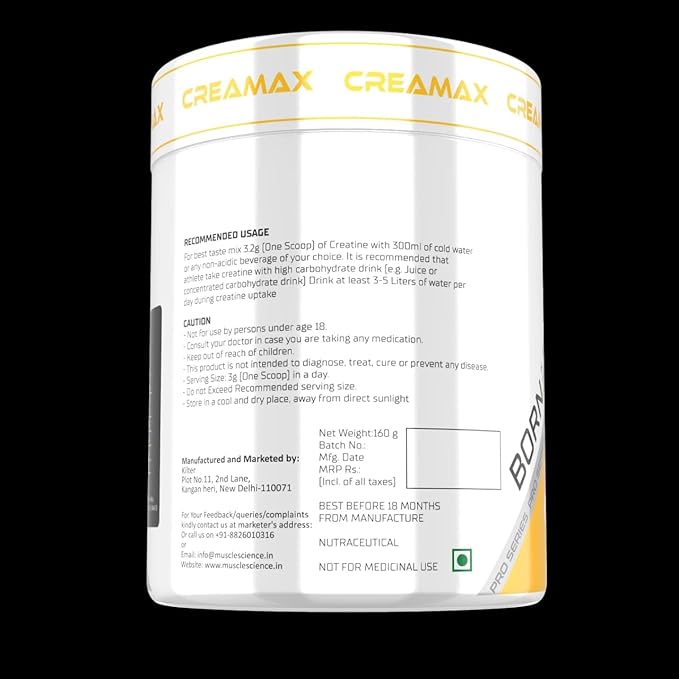 AX CREAMAX CREAMAX CREA
RECOMMENDED USAGE
For best taste mix 3.2g [One Scoop] of Creatine with 300ml of cold water
or any non-acidic beverage of your choice. It is recommended that
athlete take creatine with high carbohydrate drink [e.g. Juice or
concentrated carbohydrate drink] Drink at least 3-5 Liters of water per
day during creatine uptake
CAUTION
- Not for use by persons under age 18.
- Consult your doctor in case you are taking any medication.
- Keep out of reach of children.
- This product is not intended to diagnose, treat, cure or prevent any disease.
- Serving Size: 3g [One Scoop] in a day.
- Do not Exceed Recommended serving size.
- Store in a cool and dry place, away from direct sunlight
Manufactured and Marketed by:
Kilter
Plot No.11, 2nd Lane,
Kangan heri, New Delhi-110071
For Your Feedback/queries/complaints
kindly contact us at marketer's address:
Or call us on +91-8826010316
or
Email: info@musclescience.in
Website: www.musclescience.in
Net Weight:160 g
Batch No.:
Mfg. Date
MRP Rs.:
[Incl. of all taxes]
BEST BEFORE 18 MONTHS
FROM MANUFACTURE
NUTRACEUTICAL
NOT FOR MEDICINAL USE
BORN
PRO SERIES PRO